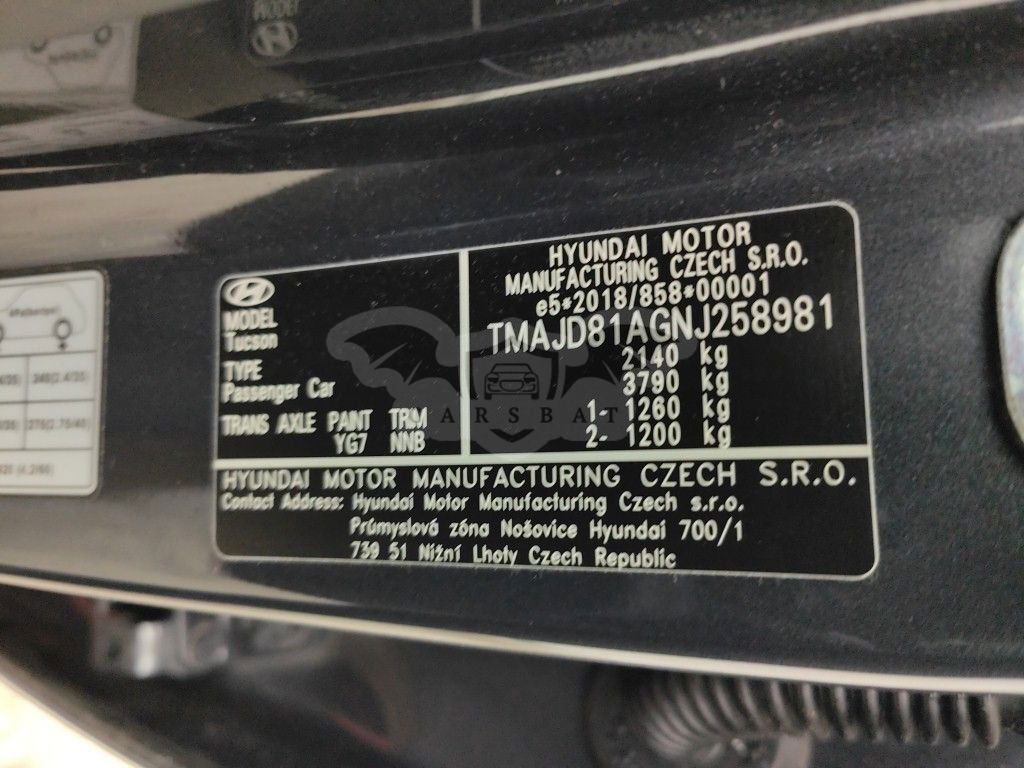 HYUNDAI MOTOR
MANUFACTURING CZECH S.R.O.
e5*2018/858*00001
TMAJD81AGNJ258981
2140 kg
3790 kg
1- 1260 kg
2- 1200 kg
MODEL
Tucson
TYPE
Passenger Car
TRANS AXLE PAINT TRIM
YG7 NNB
HYUNDAI MOTOR MANUFACTURING CZECH S.R.O.
Contact Address: Hyundai Motor Manufacturing Czech s.r.o.
Průmyslová zóna Nošovice Hyundai 700/1
739 51 Nižní Lhoty Czech Republic
ARSBAT